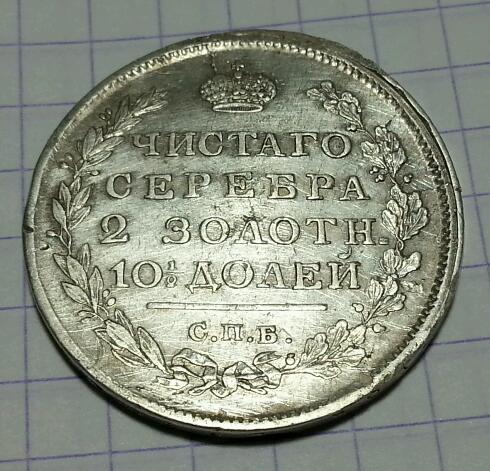 ЧИСТАГО
СЕРЕБРА
2 ЗОЛОТН.
10½ ДОЛЕЙ
С.П.Б.